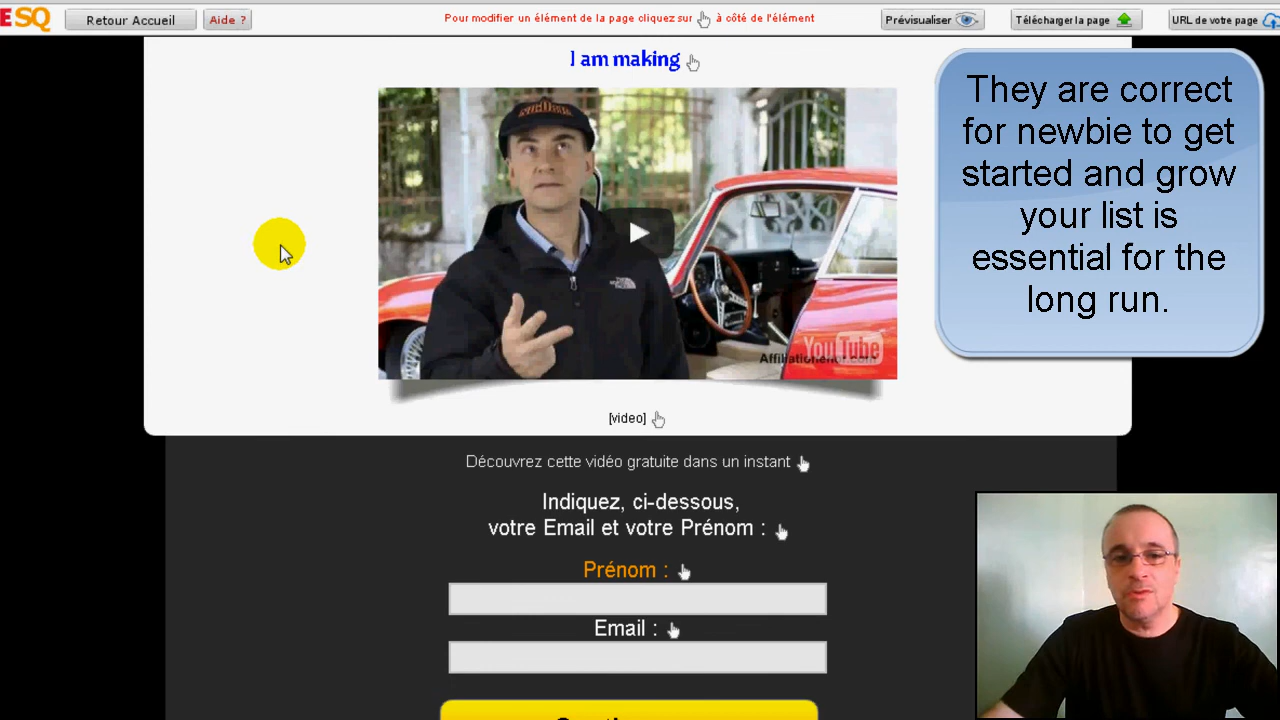 ESQ
Retour Accueil
Aide ?
Pour modifier un élément de la page cliquez sur à côté de l'élément
Prévisualiser
Télécharger la page
URL de votre page
I am making
They are correct
for newbie to get
started and grow
your list is
essential for the
long run.
YouTube
[video]
Découvrez cette vidéo gratuite dans un instant
Indiquez, ci-dessous,
votre Email et votre Prénom :
Prénom :
Email :